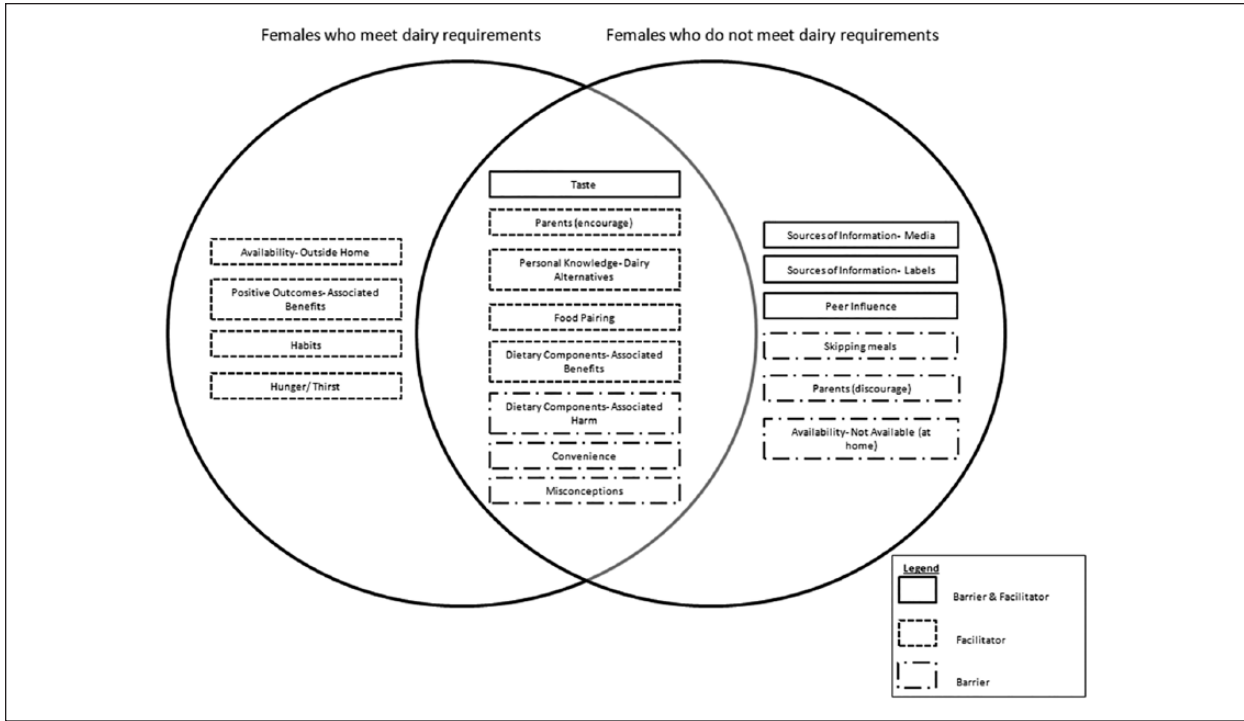 Females who meet dairy requirements
Females who do not meet dairy requirements
Availability- Outside Home
Positive Outcomes- Associated
Benefits
Habits
Hunger/ Thirst
Taste
Parents (encourage)
Personal Knowledge- Dairy
Alternatives
Food Pairing
Dietary Components- Associated
Benefits
Dietary Components- Associated
Harm
Convenience
Misconceptions
Sources of Information- Media
Sources of Information- Labels
Peer Influence
Skipping meals
Parents (discourage)
Availability- Not Available (at
home)
Legend
Barrier & Facilitator
Facilitator
Barrier